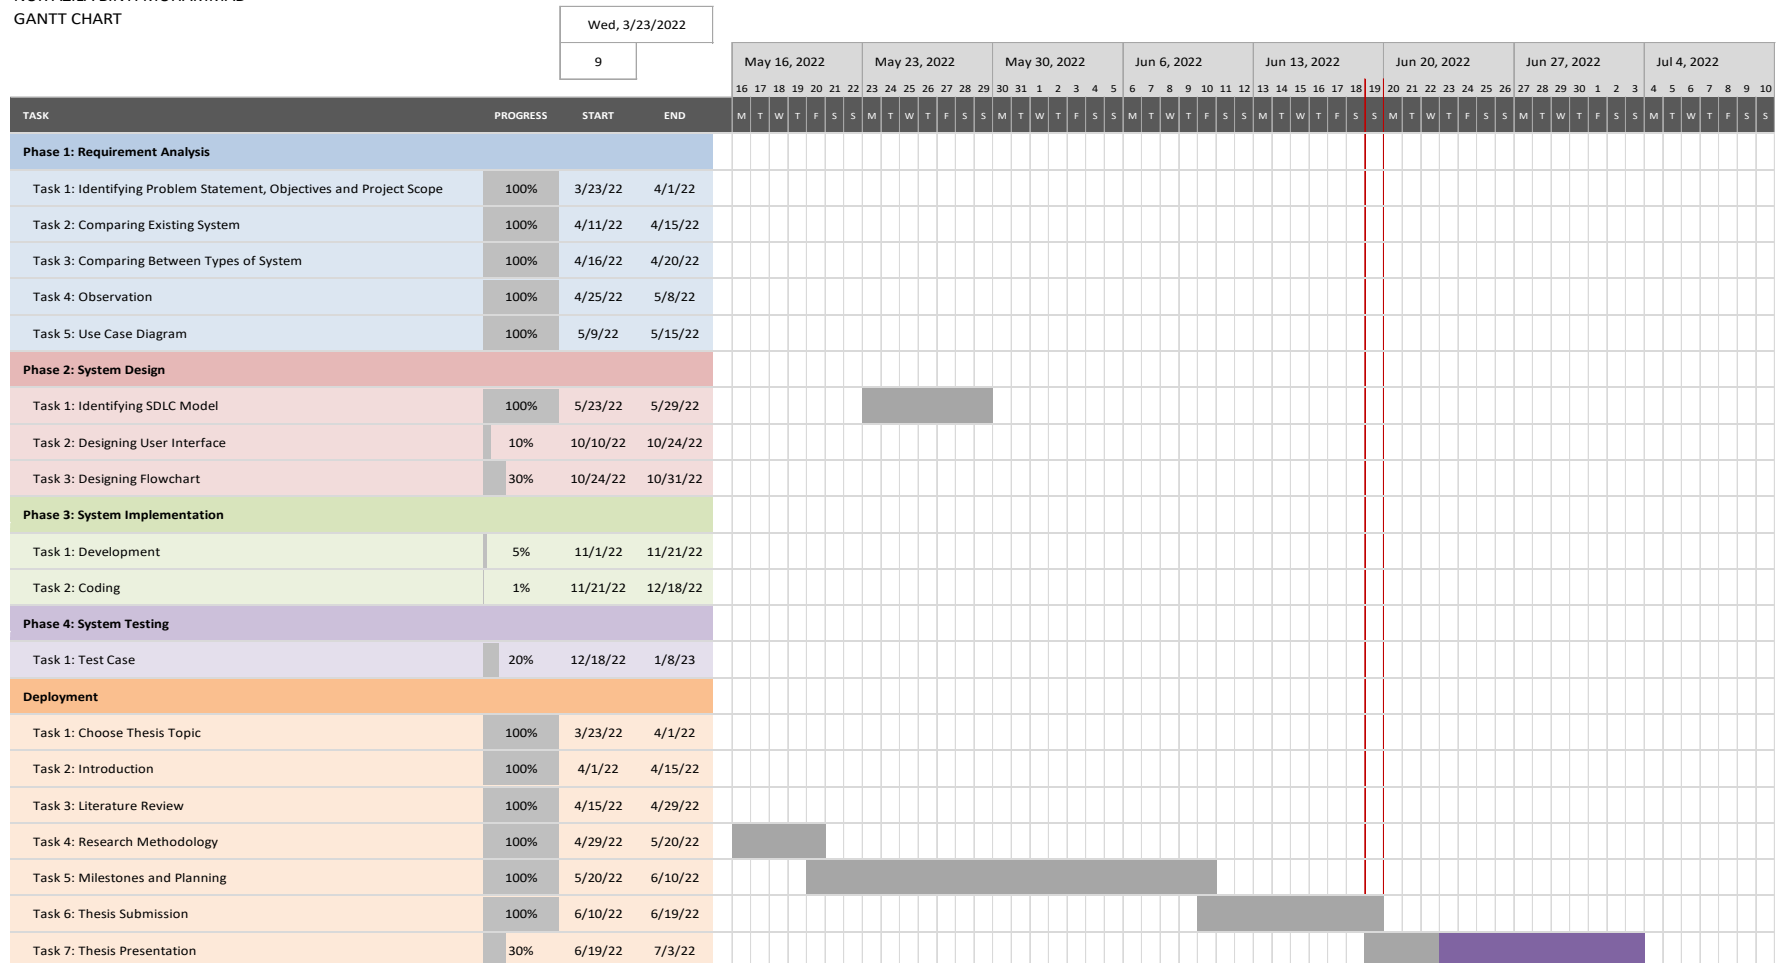 GANTT CHART
Wed, 3/23/2022
9
May 16, 2022 May 23, 2022 May 30, 2022 Jun 6, 2022 Jun 13, 2022 Jun 20, 2022 Jun 27, 2022 Jul 4, 2022
16 17 18 19 20 21 22 23 24 25 26 27 28 29 30 31 1 2 3 4 5 6 7 8 9 10 11 12 13 14 15 16 17 18 19 20 21 22 23 24 25 26 27 28 29 30 1 2 3 4 5 6 7 8 9 10
TASK PROGRESS START END M T W T F S S M T W T F S S M T W T F S S M T W T F S S M T W T F S S M T W T F S S M T W T F S S M T W T F S S
Phase 1: Requirement Analysis
Task 1: Identifying Problem Statement, Objectives and Project Scope 100% 3/23/22 4/1/22
Task 2: Comparing Existing System 100% 4/11/22 4/15/22
Task 3: Comparing Between Types of System 100% 4/16/22 4/20/22
Task 4: Observation 100% 4/25/22 5/8/22
Task 5: Use Case Diagram 100% 5/9/22 5/15/22
Phase 2: System Design
Task 1: Identifying SDLC Model 100% 5/23/22 5/29/22
Task 2: Designing User Interface 10% 10/10/22 10/24/22
Task 3: Designing Flowchart 30% 10/24/22 10/31/22
Phase 3: System Implementation
Task 1: Development 5% 11/1/22 11/21/22
Task 2: Coding 1% 11/21/22 12/18/22
Phase 4: System Testing
Task 1: Test Case 20% 12/18/22 1/8/23
Deployment
Task 1: Choose Thesis Topic 100% 3/23/22 4/1/22
Task 2: Introduction 100% 4/1/22 4/15/22
Task 3: Literature Review 100% 4/15/22 4/29/22
Task 4: Research Methodology 100% 4/29/22 5/20/22
Task 5: Milestones and Planning 100% 5/20/22 6/10/22
Task 6: Thesis Submission 100% 6/10/22 6/19/22
Task 7: Thesis Presentation 30% 6/19/22 7/3/22